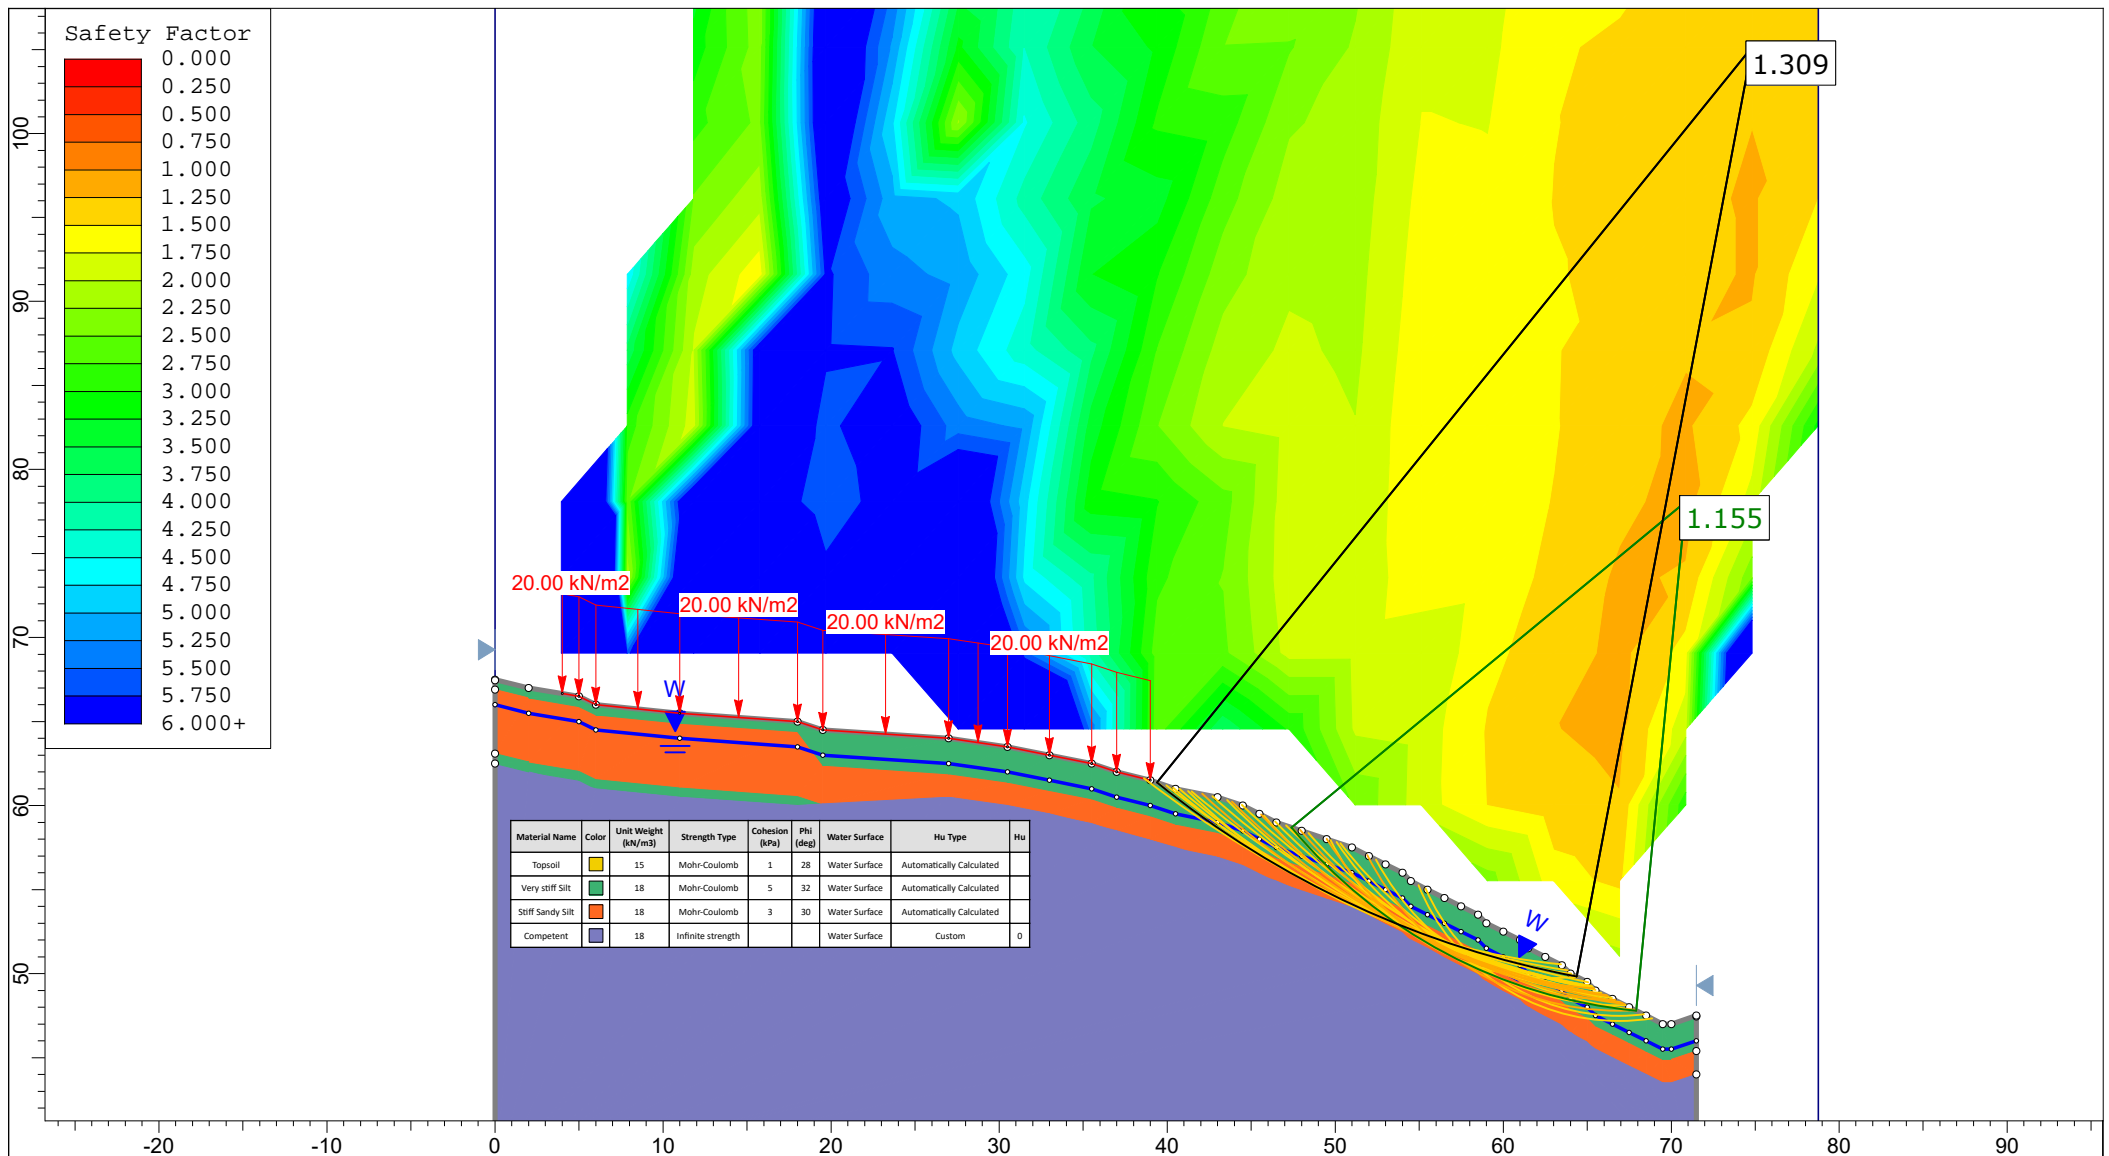 Safety Factor
0.000
0.250
0.500
0.750
1.000
1.250
1.500
1.750
2.000
2.250
2.500
2.750
3.000
3.250
3.500
3.750
4.000
4.250
4.500
4.750
5.000
5.250
5.500
5.750
6.000+
1.309
1.155
20.00 kN/m2
20.00 kN/m2
20.00 kN/m2
20.00 kN/m2
W
W
Material Name Color Unit Weight (kN/m3) Strength Type Cohesion (kPa) Phi (deg) Water Surface Hu Type Hu
Topsoil 15 Mohr-Coulomb 1 28 Water Surface Automatically Calculated
Very stiff Silt 18 Mohr-Coulomb 5 32 Water Surface Automatically Calculated
Stiff Sandy Silt 18 Mohr-Coulomb 3 30 Water Surface Automatically Calculated
Competent 18 Infinite strength Water Surface Custom 0
100
90
80
70
60
50
-20 -10 0 10 20 30 40 50 60 70 80 90